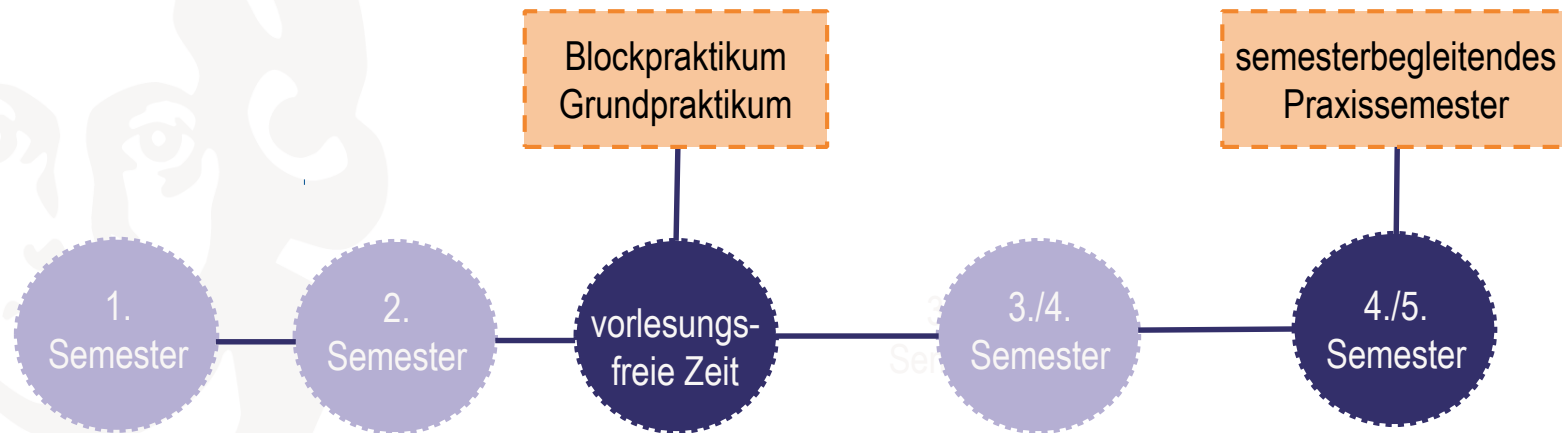 Blockpraktikum
Grundpraktikum
semesterbegleitendes
Praxissemester
1.
Semester
2.
Semester
vorlesungs-
freie Zeit
3./4.
Semester
4./5.
Semester